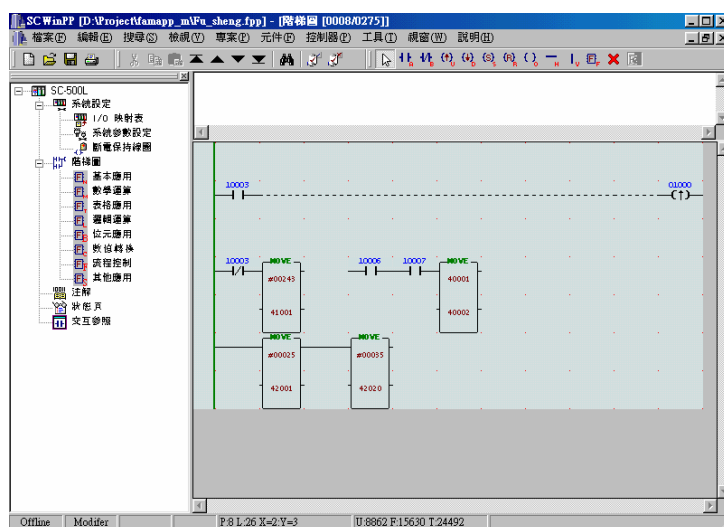 SC WinPP [D:\Project\famapp_m\Fu_sheng.fpp] - [階梯圖 [0008/0275]]
檔案(F) 編輯(E) 搜尋(S) 檢視(V) 專案(P) 元件(E) 控制器(P) 工具(I) 視窗(W) 說明(H)
SC-500L
系統設定
I/O 映射表
系統參數設定
斷電保持線圈
階梯圖
基本應用
數學運算
表格應用
邏輯運算
位元應用
數值轉換
流程控制
其他應用
注解
狀態頁
交互參照
10003 01000
10003 MOVE 10006 10007 MOVE
#00243 40001
41001 40002
MOVE MOVE
#00025 #00035
42001 42020
Offline Modifer P:8 L:26 X=2:Y=3 U:8862 F:15630 T:24492